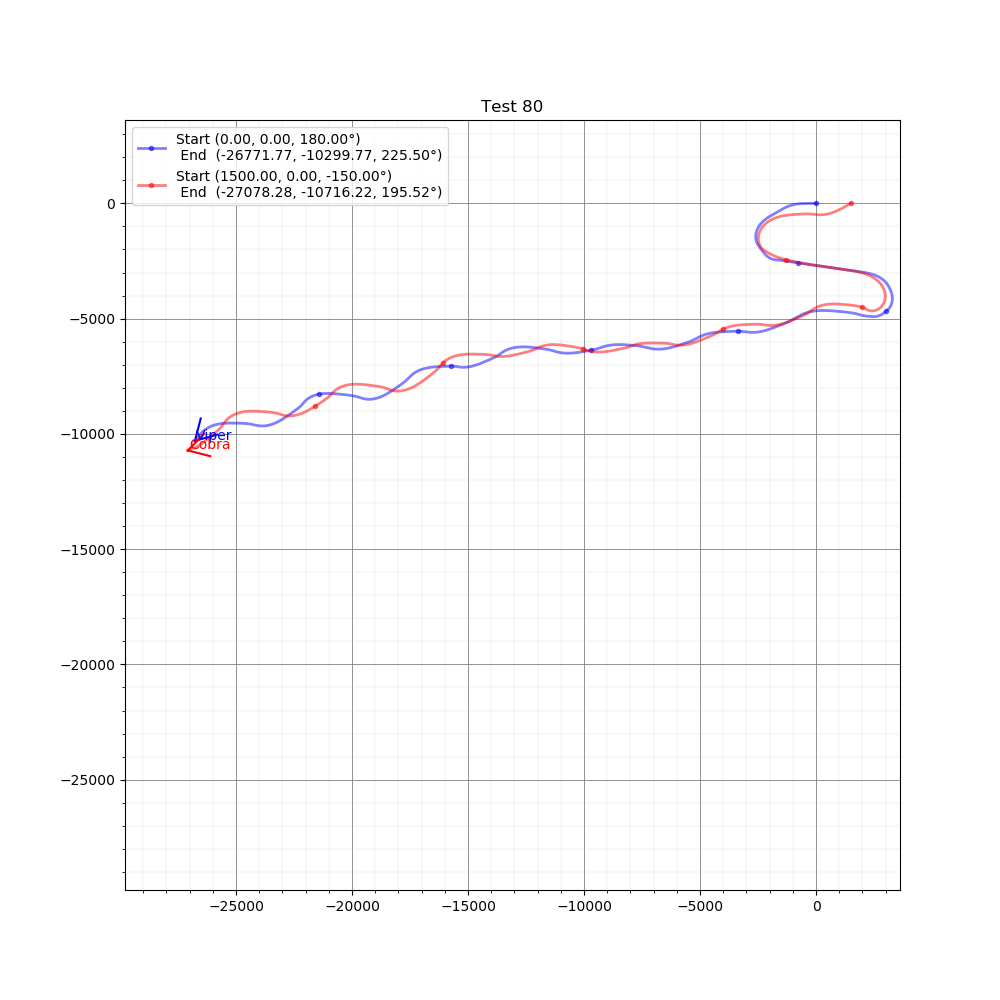 Test 80
Start (0.00, 0.00, 180.00°)
End (-26771.77, -10299.77, 225.50°)
Start (1500.00, 0.00, -150.00°)
End (-27078.28, -10716.22, 195.52°)
0
−5000
−10000
−15000
−20000
−25000
Viper
Cobra
−25000 −20000 −15000 −10000 −5000 0